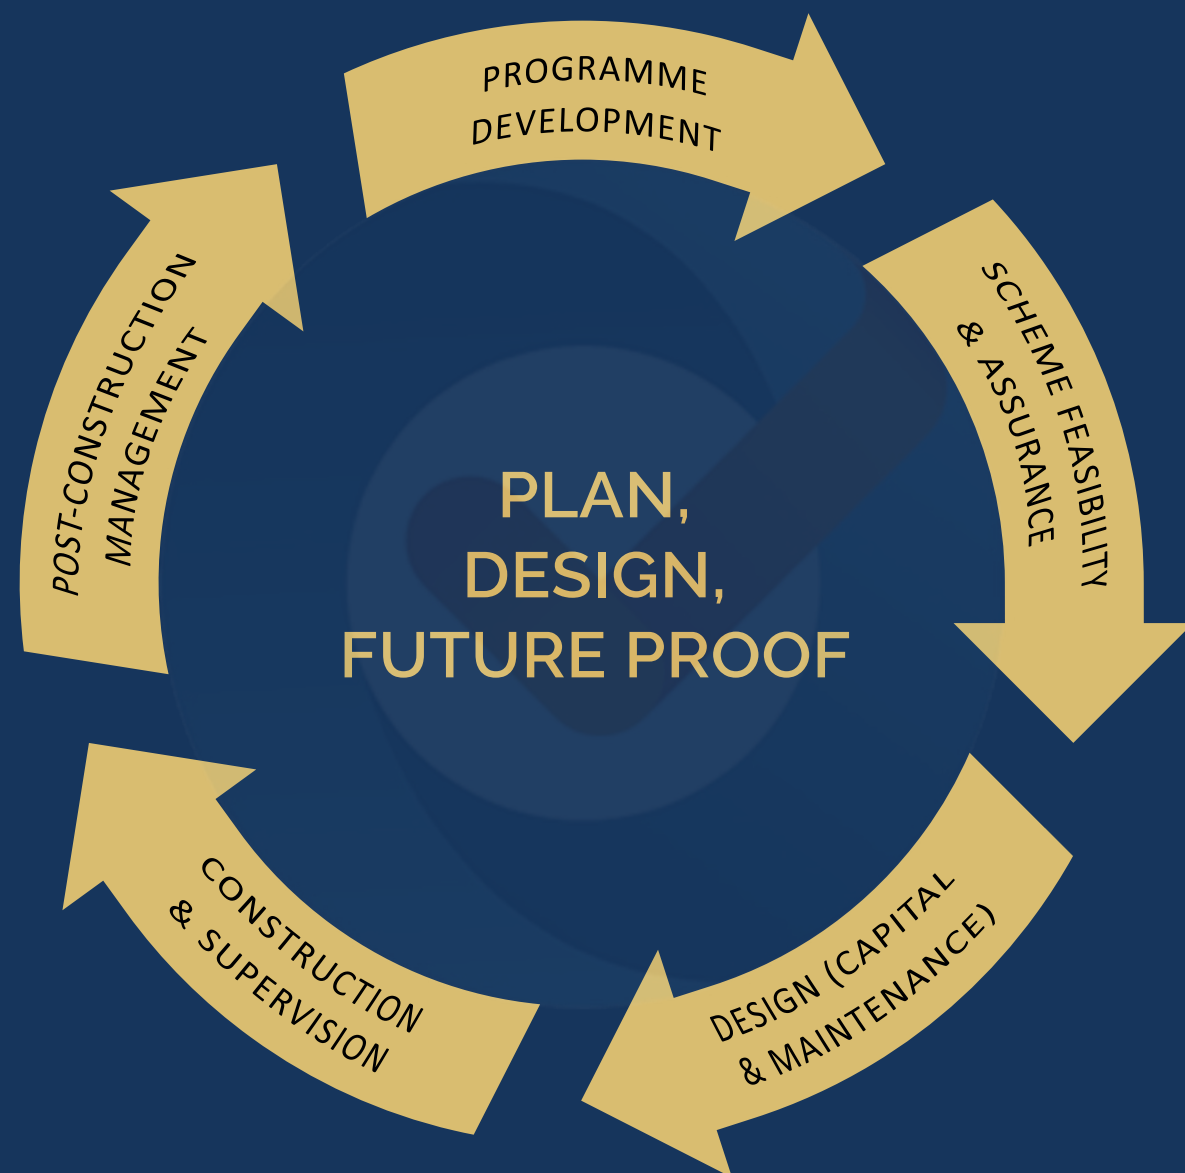 PROGRAMME
DEVELOPMENT
SCHEME FEASIBILITY
& ASSURANCE
DESIGN (CAPITAL
& MAINTENANCE)
CONSTRUCTION
& SUPERVISION
POST-CONSTRUCTION
MANAGEMENT
PLAN,
DESIGN,
FUTURE PROOF